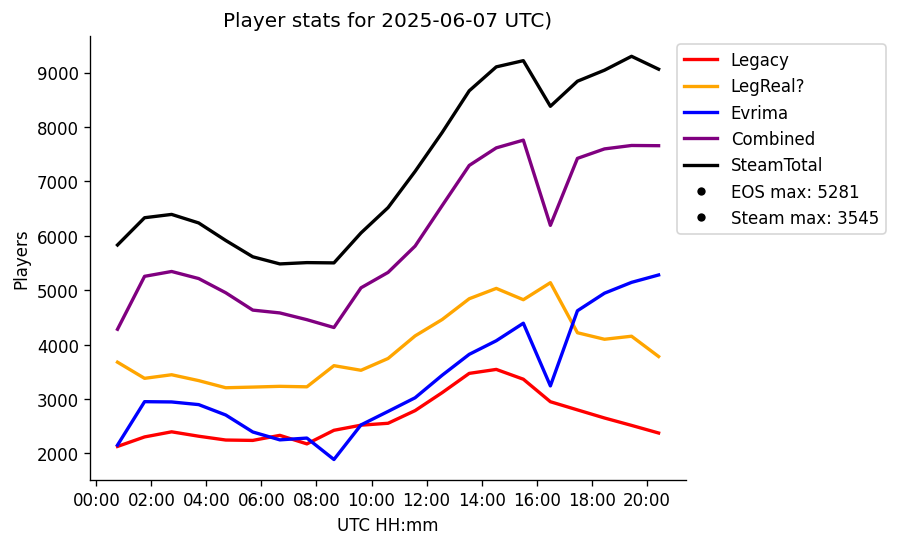 Player stats for 2025-06-07 UTC)
Legacy
LegReal?
Evrima
Combined
SteamTotal
EOS max: 5281
Steam max: 3545
Players
9000
8000
7000
6000
5000
4000
3000
2000
00:00 02:00 04:00 06:00 08:00 10:00 12:00 14:00 16:00 18:00 20:00
UTC HH:mm